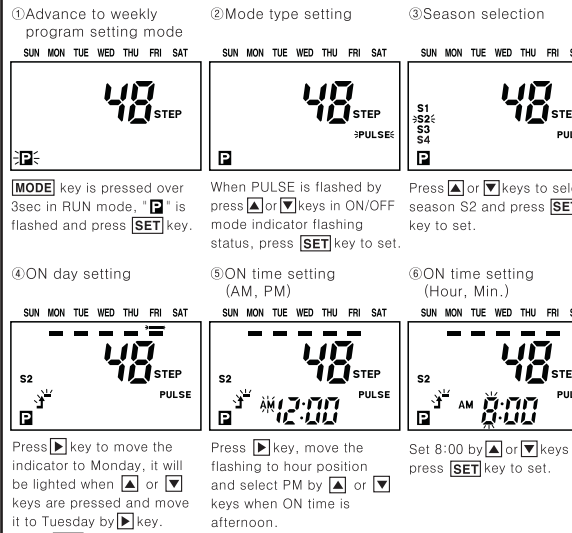 ①Advance to weekly
program setting mode
SUN MON TUE WED THU FRI SAT
48 STEP
P
MODE key is pressed over
3sec in RUN mode, "P" is
flashed and press SET key.
②Mode type setting
SUN MON TUE WED THU FRI SAT
48 STEP
PULSE
P
When PULSE is flashed by
press ▲ or ▼ keys in ON/OFF
mode indicator flashing
status, press SET key to set.
③Season selection
SUN MON TUE WED THU FRI
48
S1
S2
S3
S4
P
Press ▲ or ▼ keys to
season S2 and press
key to set.
④ON day setting
SUN MON TUE WED THU FRI SAT
48 STEP
S2
PULSE
P
Press ▶ key to move the
indicator to Monday, it will
be lighted when ▲ or ▼
keys are pressed and move
it to Tuesday by ▶ key.
⑤ON time setting
(AM, PM)
SUN MON TUE WED THU FRI SAT
48 STEP
S2
PULSE
P AM 12:00
Press ▶ key, move the
flashing to hour position
and select PM by ▲ or ▼
keys when ON time is
afternoon.
⑥ON time setting
(Hour, Min.)
SUN MON TUE WED THU FRI
48
S2
P AM 8:00
Set 8:00 by ▲ or ▼ keys
press SET key to set.